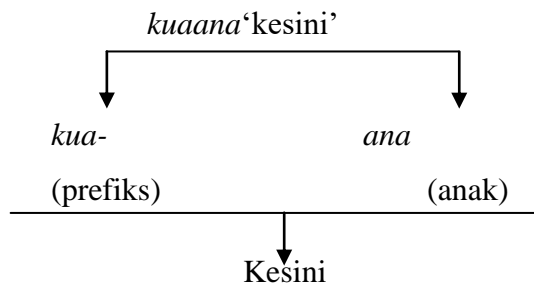 kuaana‘kesini’
kua- ana
(prefiks) (anak)
Kesini